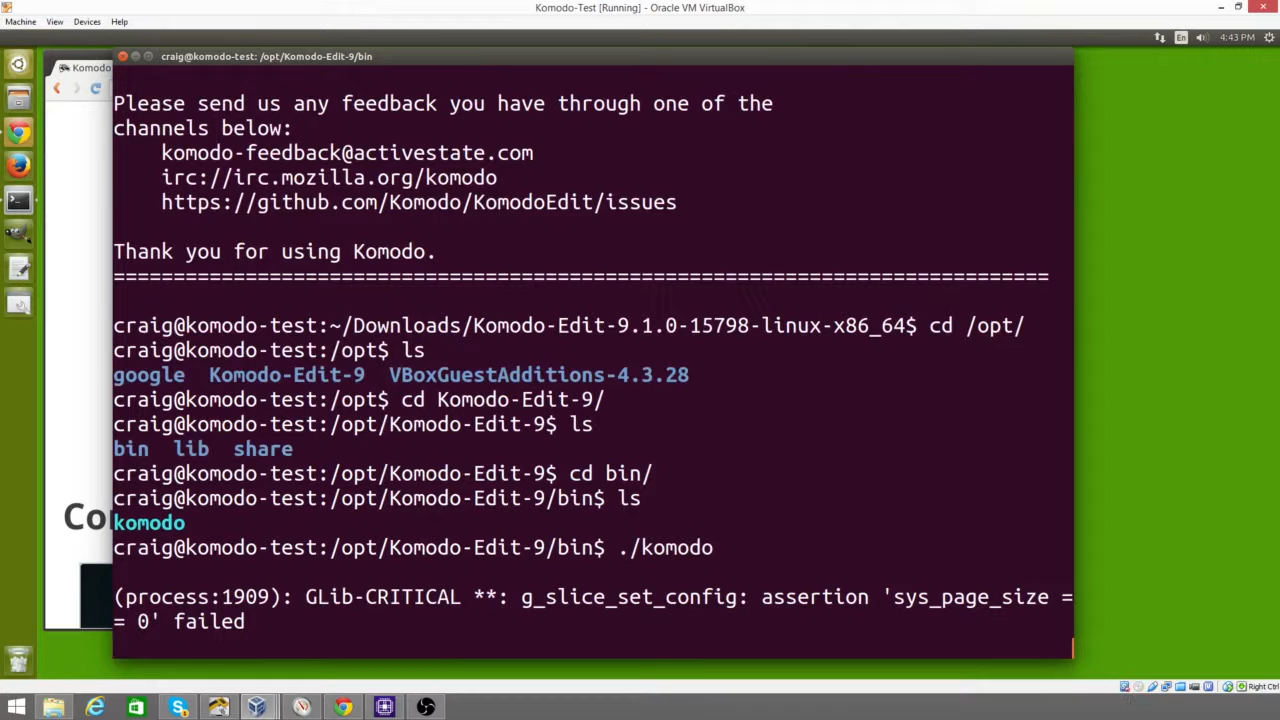 Komodo-Test [Running] - Oracle VM VirtualBox
Machine View Devices Help
En 4:43 PM
craig@komodo-test: /opt/Komodo-Edit-9/bin
Komodo
Please send us any feedback you have through one of the
channels below:
komodo-feedback@activestate.com
irc://irc.mozilla.org/komodo
https://github.com/Komodo/KomodoEdit/issues
Thank you for using Komodo.
==============================================================================
craig@komodo-test:~/Downloads/Komodo-Edit-9.1.0-15798-linux-x86_64$ cd /opt/
craig@komodo-test:/opt$ ls
google Komodo-Edit-9 VBoxGuestAdditions-4.3.28
craig@komodo-test:/opt$ cd Komodo-Edit-9/
craig@komodo-test:/opt/Komodo-Edit-9$ ls
bin lib share
craig@komodo-test:/opt/Komodo-Edit-9$ cd bin/
craig@komodo-test:/opt/Komodo-Edit-9/bin$ ls
Co
komodo
craig@komodo-test:/opt/Komodo-Edit-9/bin$ ./komodo
(process:1909): GLib-CRITICAL **: g_slice_set_config: assertion 'sys_page_size =
= 0' failed
Right Ctrl